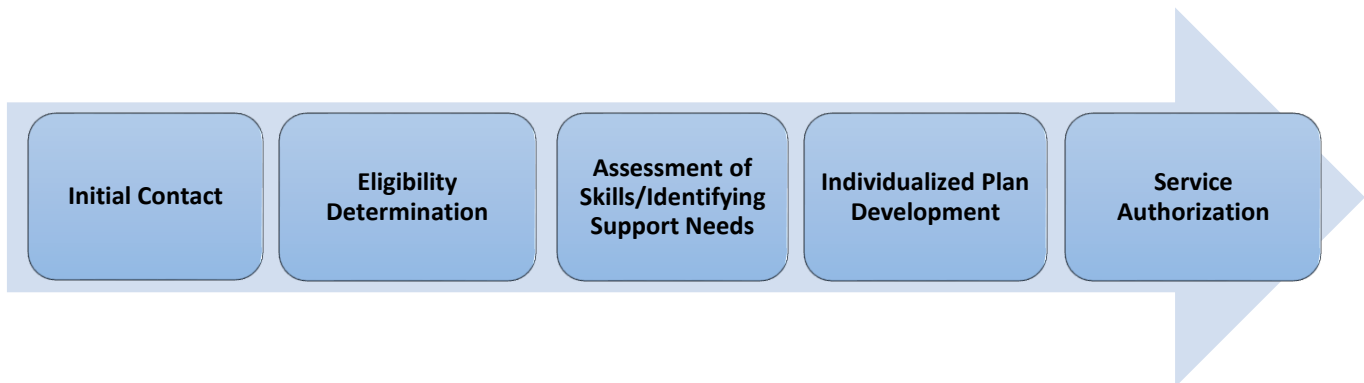 Initial Contact
Eligibility
Determination
Assessment of
Skills/Identifying
Support Needs
Individualized Plan
Development
Service
Authorization